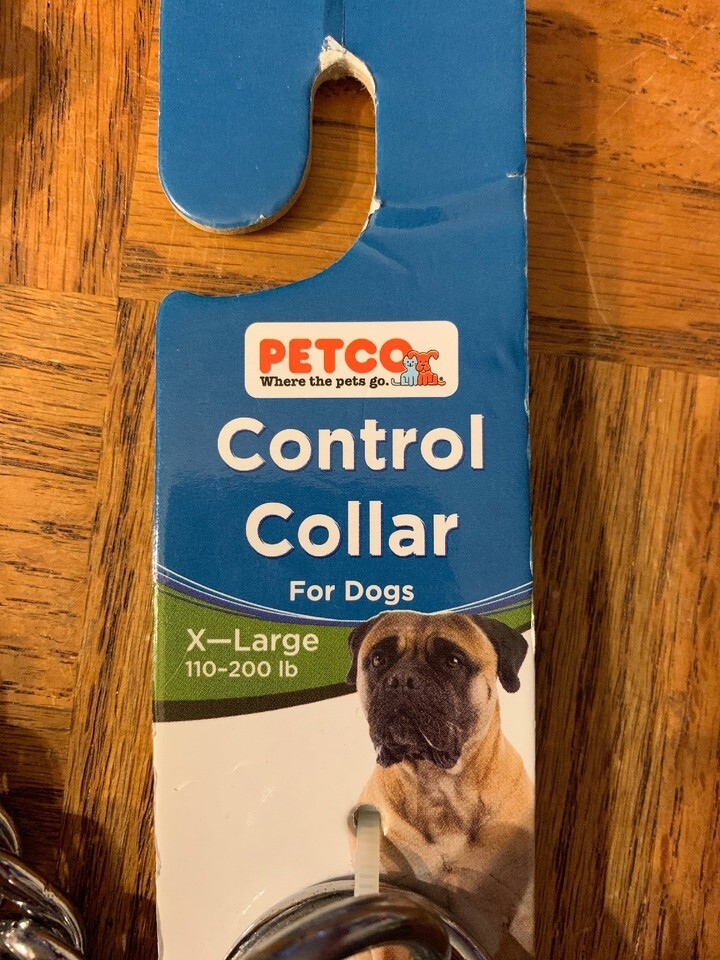 PETCO
Where the pets go.
Control
Collar
For Dogs
X—Large
110–200 lb